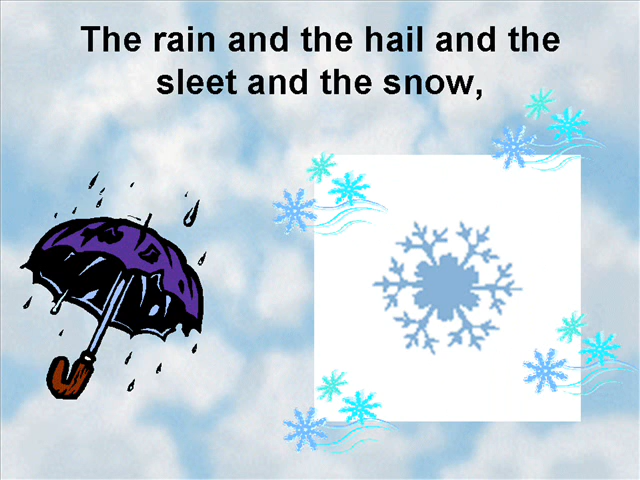 The rain and the hail and the
sleet and the snow,